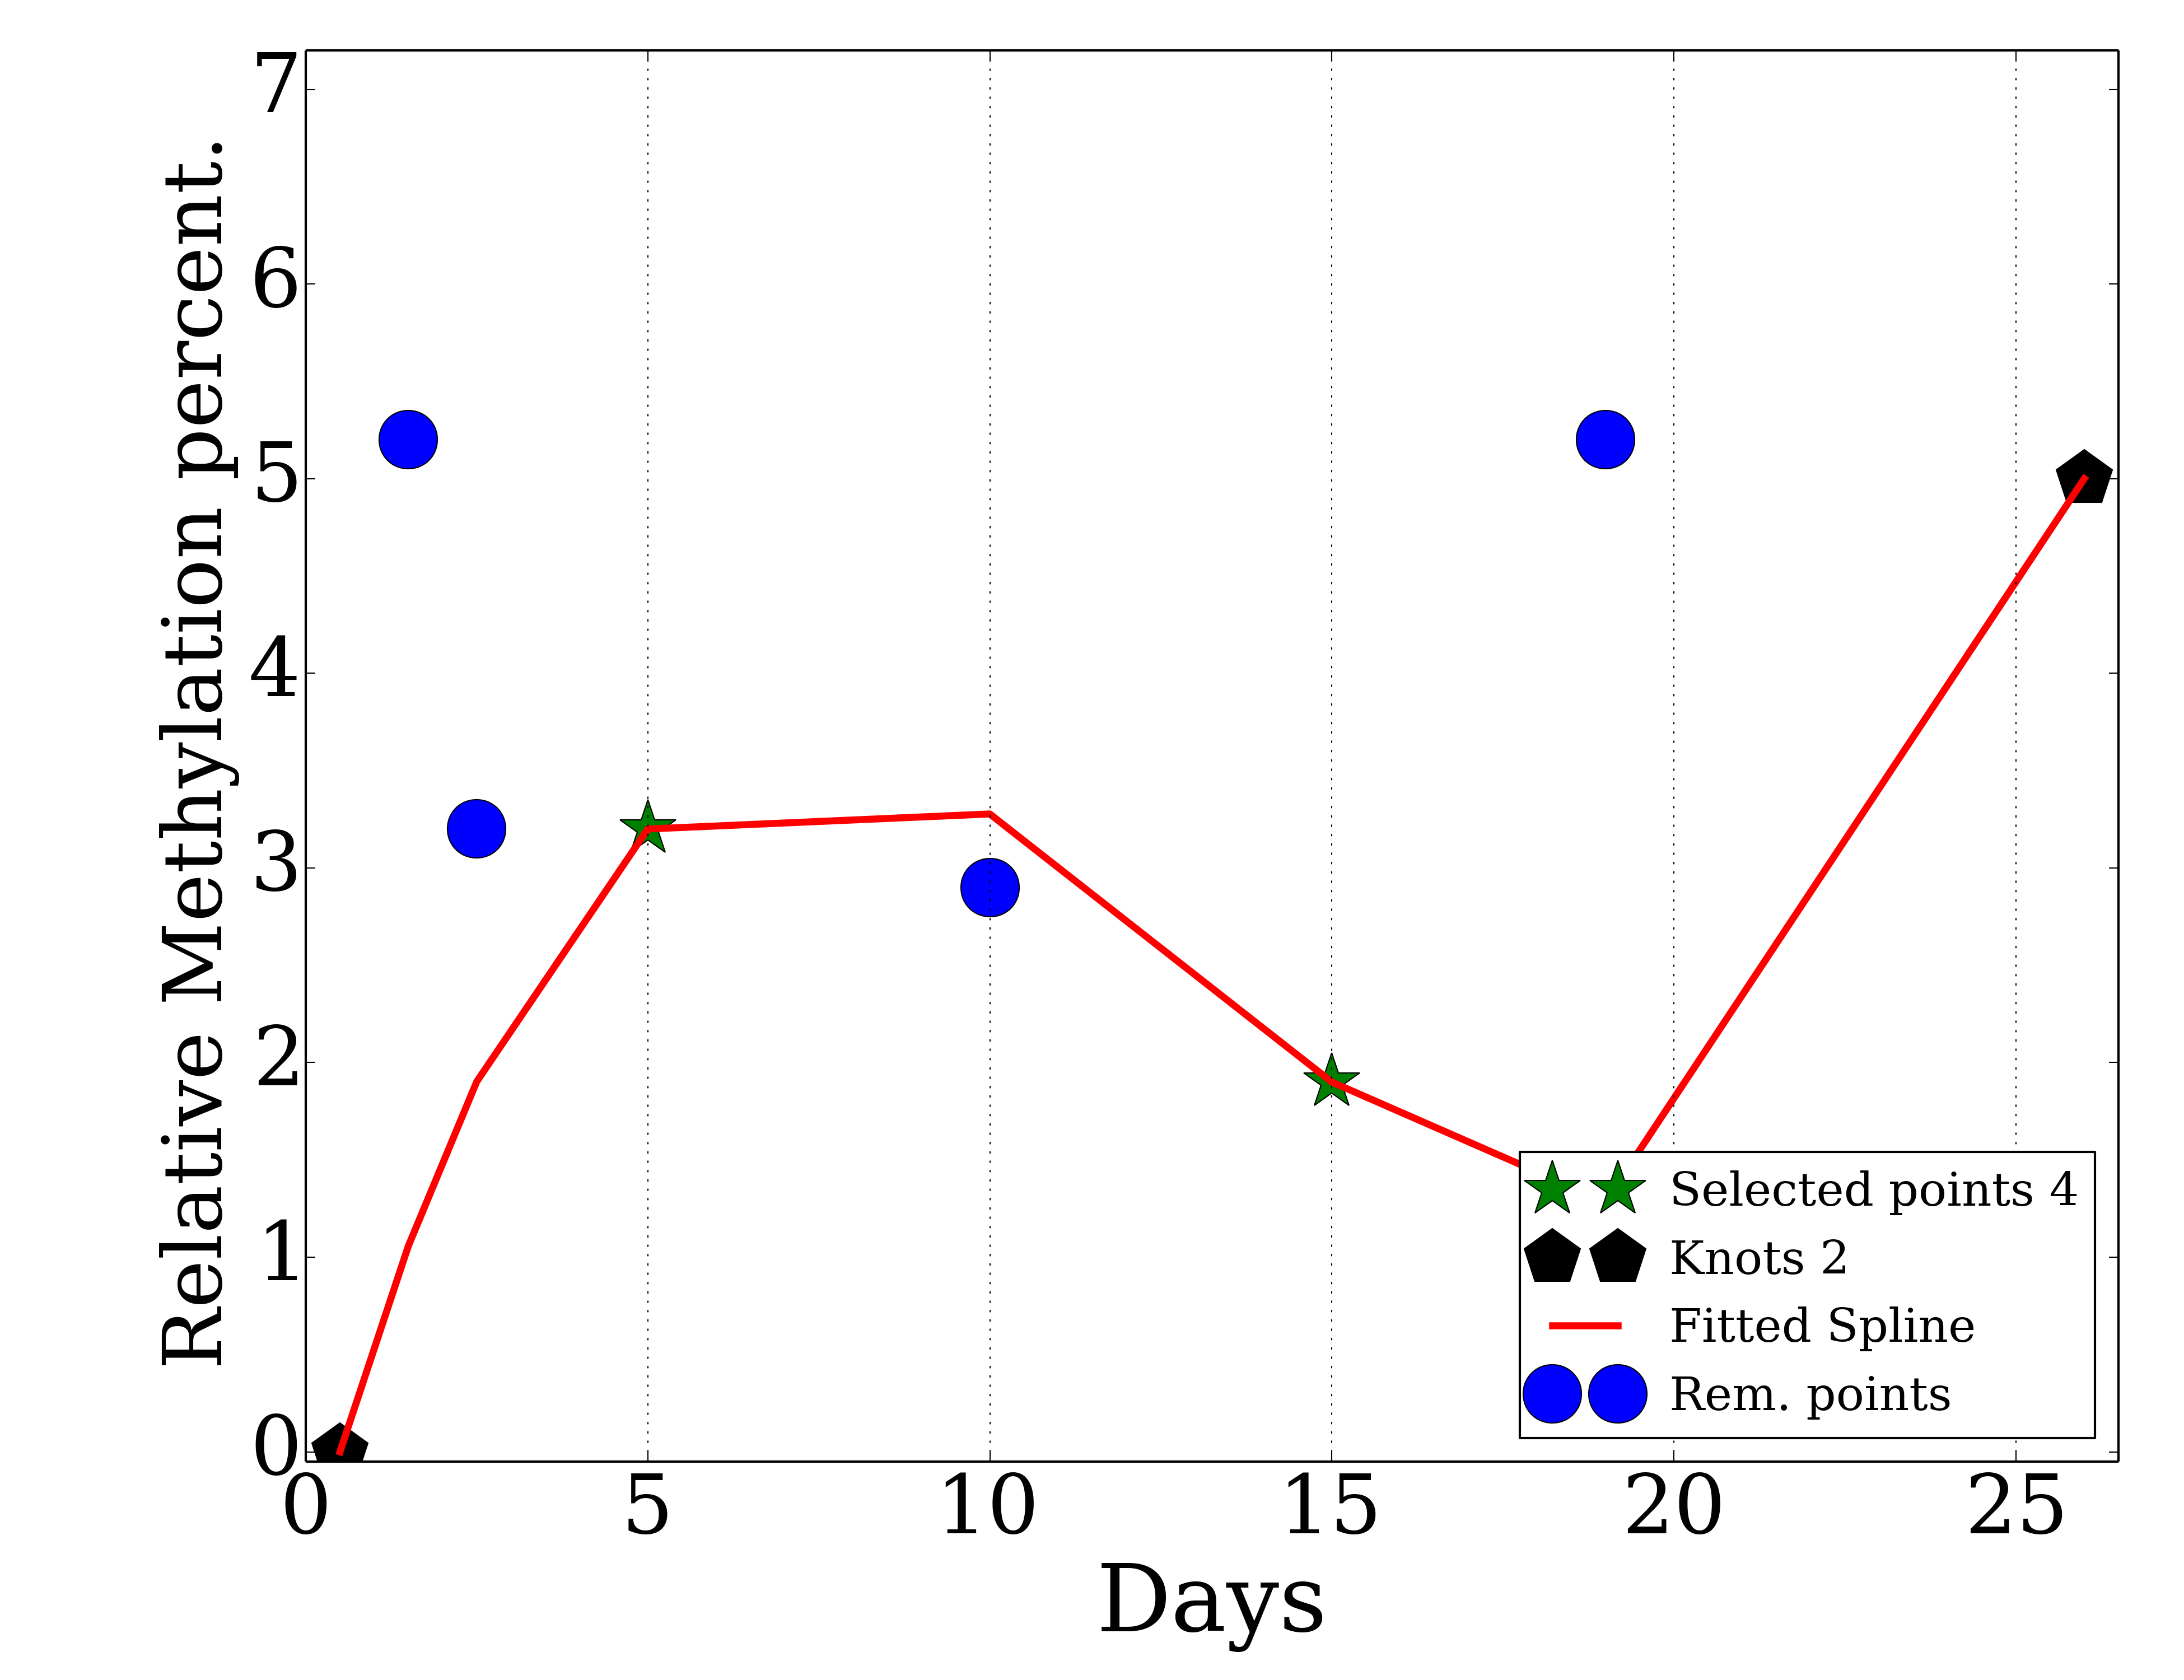 Relative Methylation percent.
7
6
5
4
3
2
1
0
0 5 10 15 20 25
Days
Selected points 4
Knots 2
Fitted Spline
Rem. points